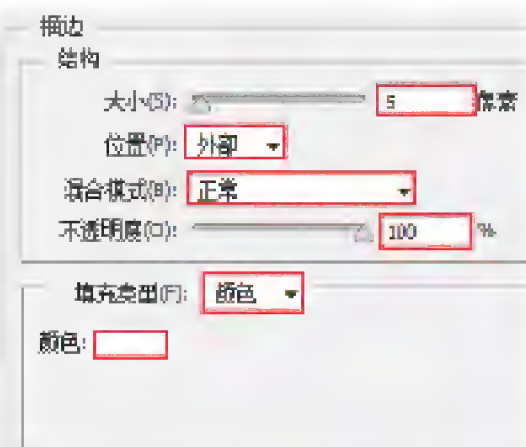 描边
结构
大小(S): 5 像素
位置(P): 外部
混合模式(B): 正常
不透明度(O): 100 %
填充类型(F): 颜色
颜色: